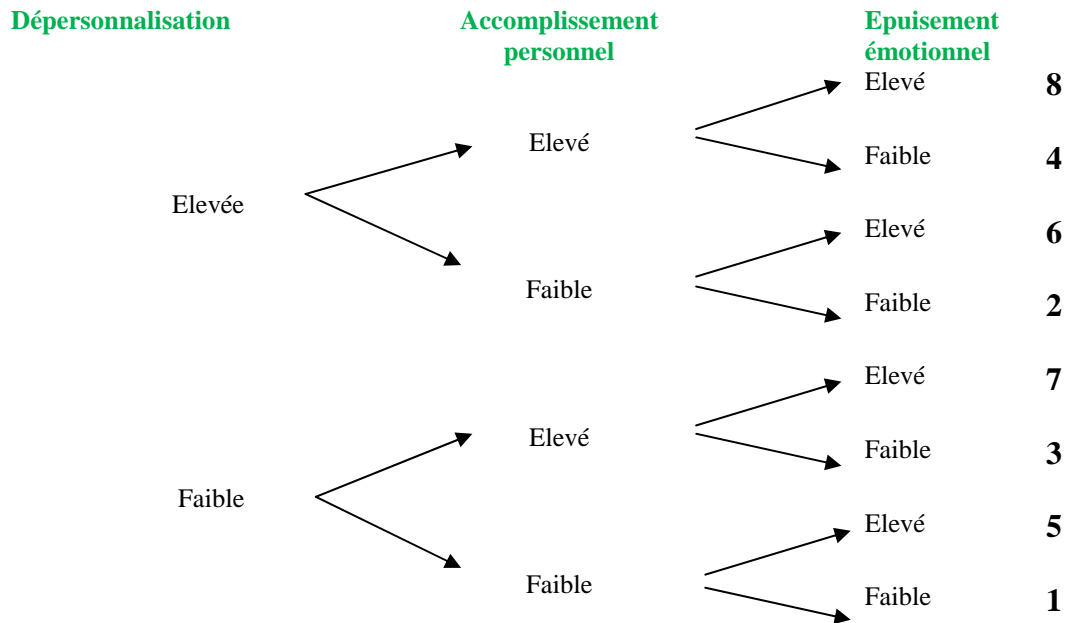 Dépersonnalisation Accomplissement Epuisement
personnel émotionnel
Elevé 8
Elevé
Faible 4
Elevée
Elevé 6
Faible
Faible 2
Elevé 7
Elevé
Faible 3
Faible
Elevé 5
Faible
Faible 1